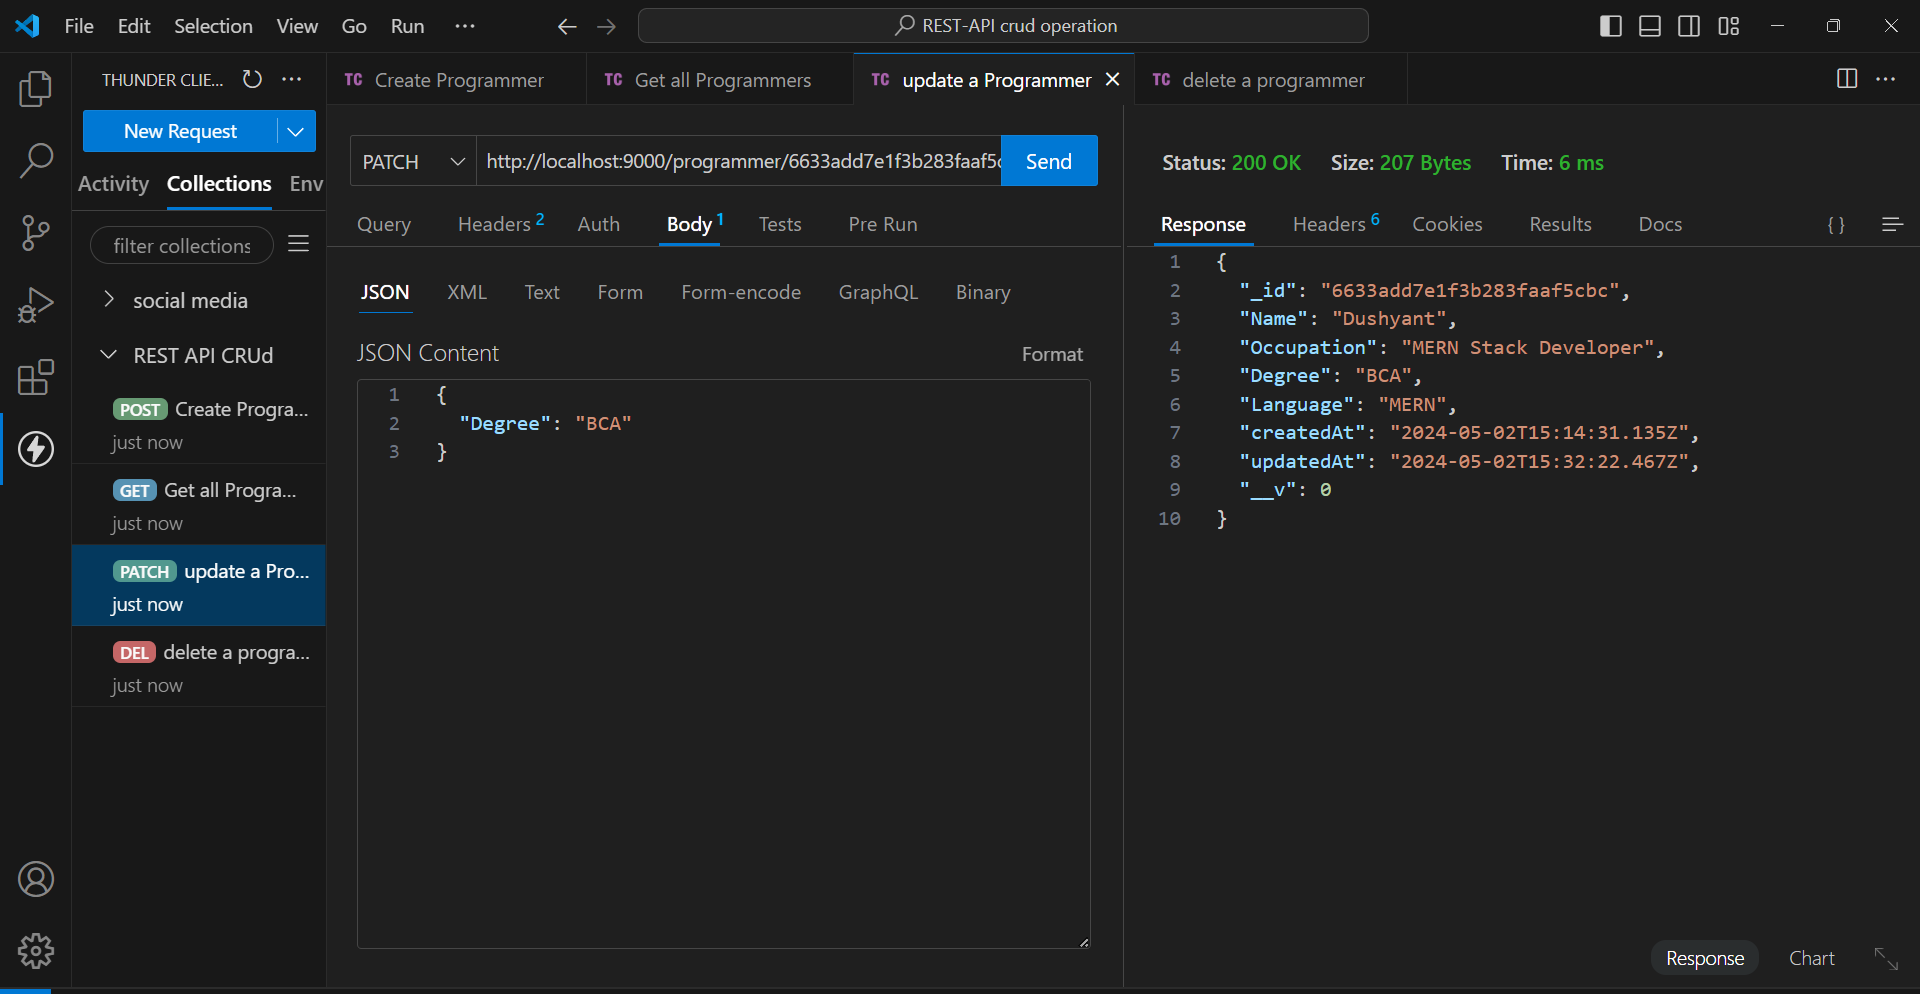 File Edit Selection View Go Run ...
REST-API crud operation
THUNDER CLIE... ...
New Request
Activity Collections Env
filter collections
social media
REST API CRUd
POST Create Progra...
just now
GET Get all Progra...
just now
PATCH update a Pro...
just now
DEL delete a progra...
just now
TC Create Programmer
TC Get all Programmers
TC update a Programmer
TC delete a programmer
PATCH http://localhost:9000/programmer/6633add7e1f3b283faaf5c Send
Query Headers 2 Auth Body 1 Tests Pre Run
JSON XML Text Form Form-encode GraphQL Binary
JSON Content Format
1 {
2 "Degree": "BCA"
3 }
Status: 200 OK Size: 207 Bytes Time: 6 ms
Response Headers 6 Cookies Results Docs { }
1 {
2 "_id": "6633add7e1f3b283faaf5cbc",
3 "Name": "Dushyant",
4 "Occupation": "MERN Stack Developer",
5 "Degree": "BCA",
6 "Language": "MERN",
7 "createdAt": "2024-05-02T15:14:31.135Z",
8 "updatedAt": "2024-05-02T15:32:22.467Z",
9 "__v": 0
10 }
Response Chart